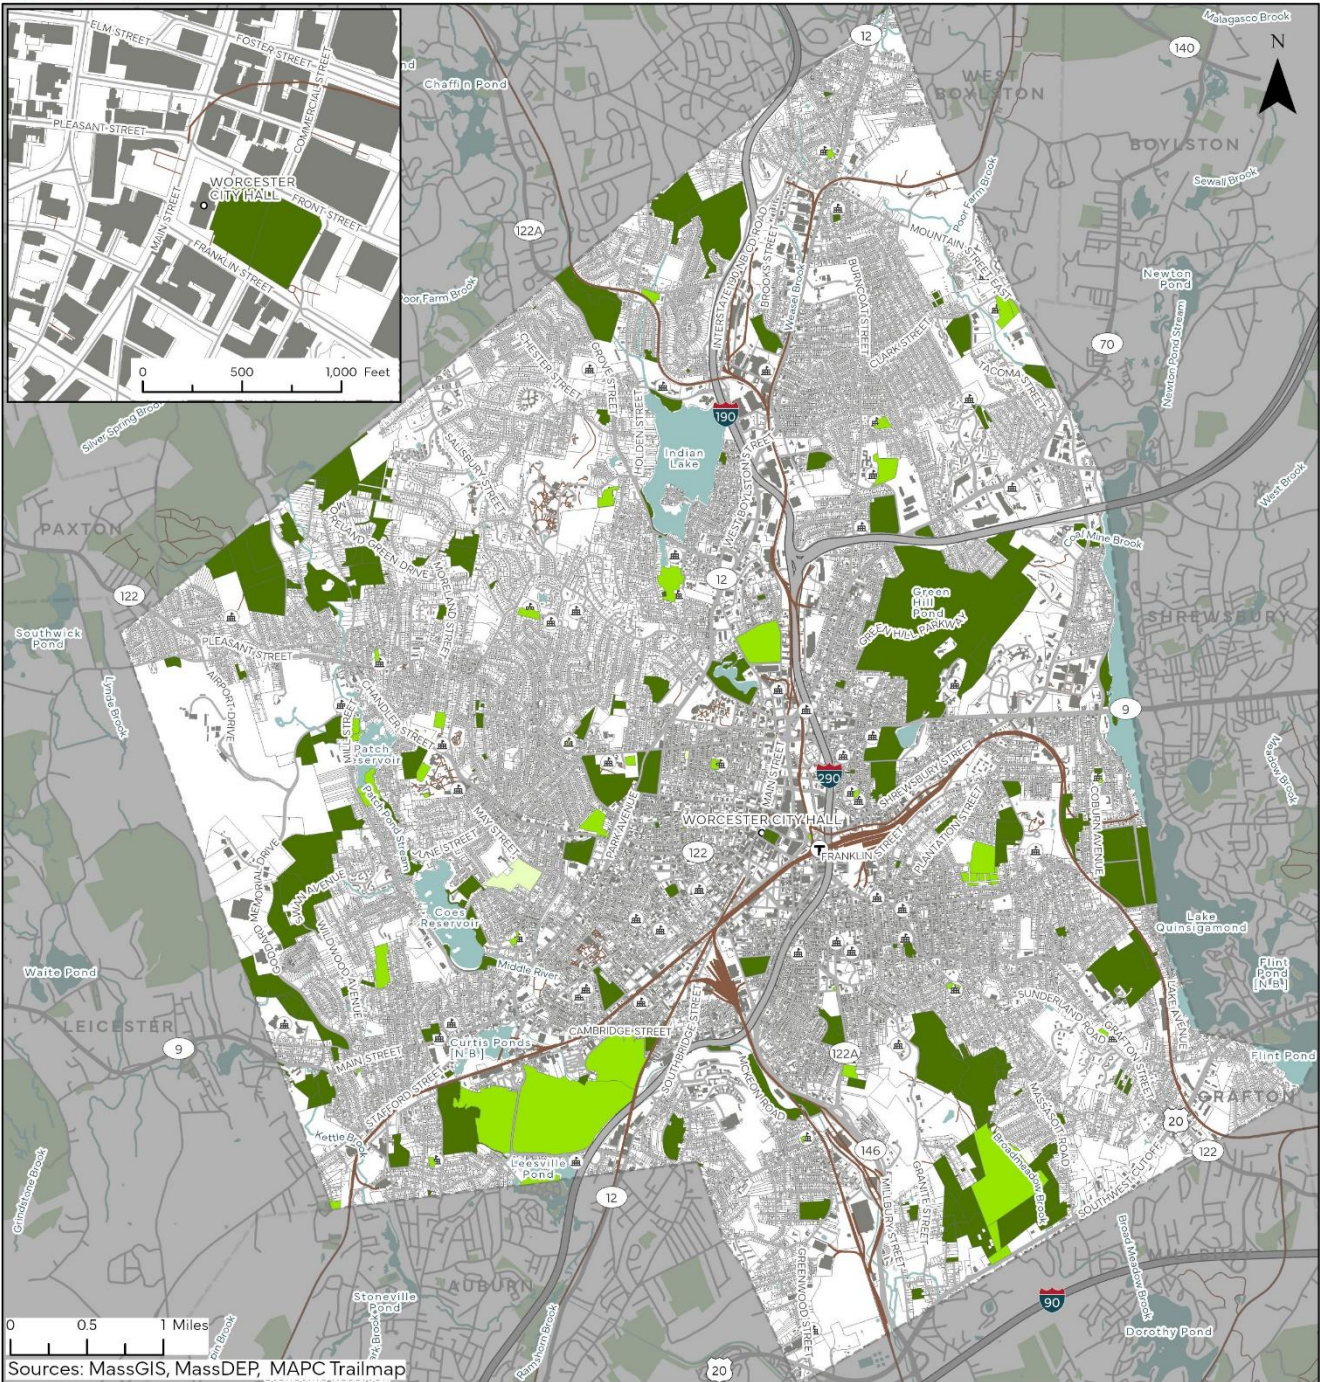 ELM STREET
FOSTER STREET
COMMERCIAL STREET
PLEASANT STREET
WORCESTER
CITY HALL
FRONT STREET
MAIN STREET
FRANKLIN STREET
0 500 1,000 Feet
12
Malagasco Brook
140
N
WEST
BOYLSTON
Chaffin Pond
BOYLSTON
Sewall Brook
Poor Farm Brook
122A
MOUNTAIN STREET EAST
INTERSTATE 190 NB CD ROAD
BROOKS STREET
Weasel Brook
BURNCOAT STREET
Newton
Pond
Poor Farm Brook
Newton Pond Stream
CHESTER STREET
GROVE STREET
CLARK STREET
70
TACOMA STREET
HOLDEN STREET
190
Silver Spring Brook
SALISBURY STREET
Indian
Lake
WEST BOYLSTON STREET
West Brook
PAXTON
MORELAND GREEN DRIVE
MORELAND STREET
Coal Mine Brook
122
12
Green
Hill
Pond
GREEN HILL PARKWAY
SHREWSBURY
Southwick
Pond
PLEASANT STREET
AIRPORT DRIVE
Lynde Brook
CHANDLER STREET
MILL STREET
Patch
Reservoir
9
Meadow Brook
MAIN STREET
290
SHREWSBURY STREET
Patch Pond Stream
MAY STREET
PARK AVENUE
WORCESTER CITY HALL
PLANTATION STREET
COBURN AVENUE
122
T
FRANKLIN STREET
GODDARD MEMORIAL DRIVE
SWAN AVENUE
WILDWOOD AVENUE
Coes
Reservoir
Lake
Quinsigamond
Waite Pond
Middle River
Flint
Pond
[N-B]
SUNDERLAND ROAD
GRAFTON STREET
LAKE AVENUE
LEICESTER
9
CAMBRIDGE STREET
SOUTHBRIDGE STREET
Curtis Ponds
[N-B]
MAIN STREET
122A
Flint Pond
STAFFORD STREET
MCKEON ROAD
MASSASOIT ROAD
GRAFTON
20
Kettle Brook
Leesville
Pond
146
Broadmeadow Brook
122
Grindstone Brook
12
GRANITE STREET
MILLBURY STREET
SOUTHWEST CUTOFF
Broad Meadow Brook
AUBURN
GREENWOOD STREET
MILLBURY
Stoneville
Pond
90
0 0.5 1 Miles
Ramshorn Brook
Dorothy Pond
20
Sources: MassGIS, MassDEP, MAPC Trailmap